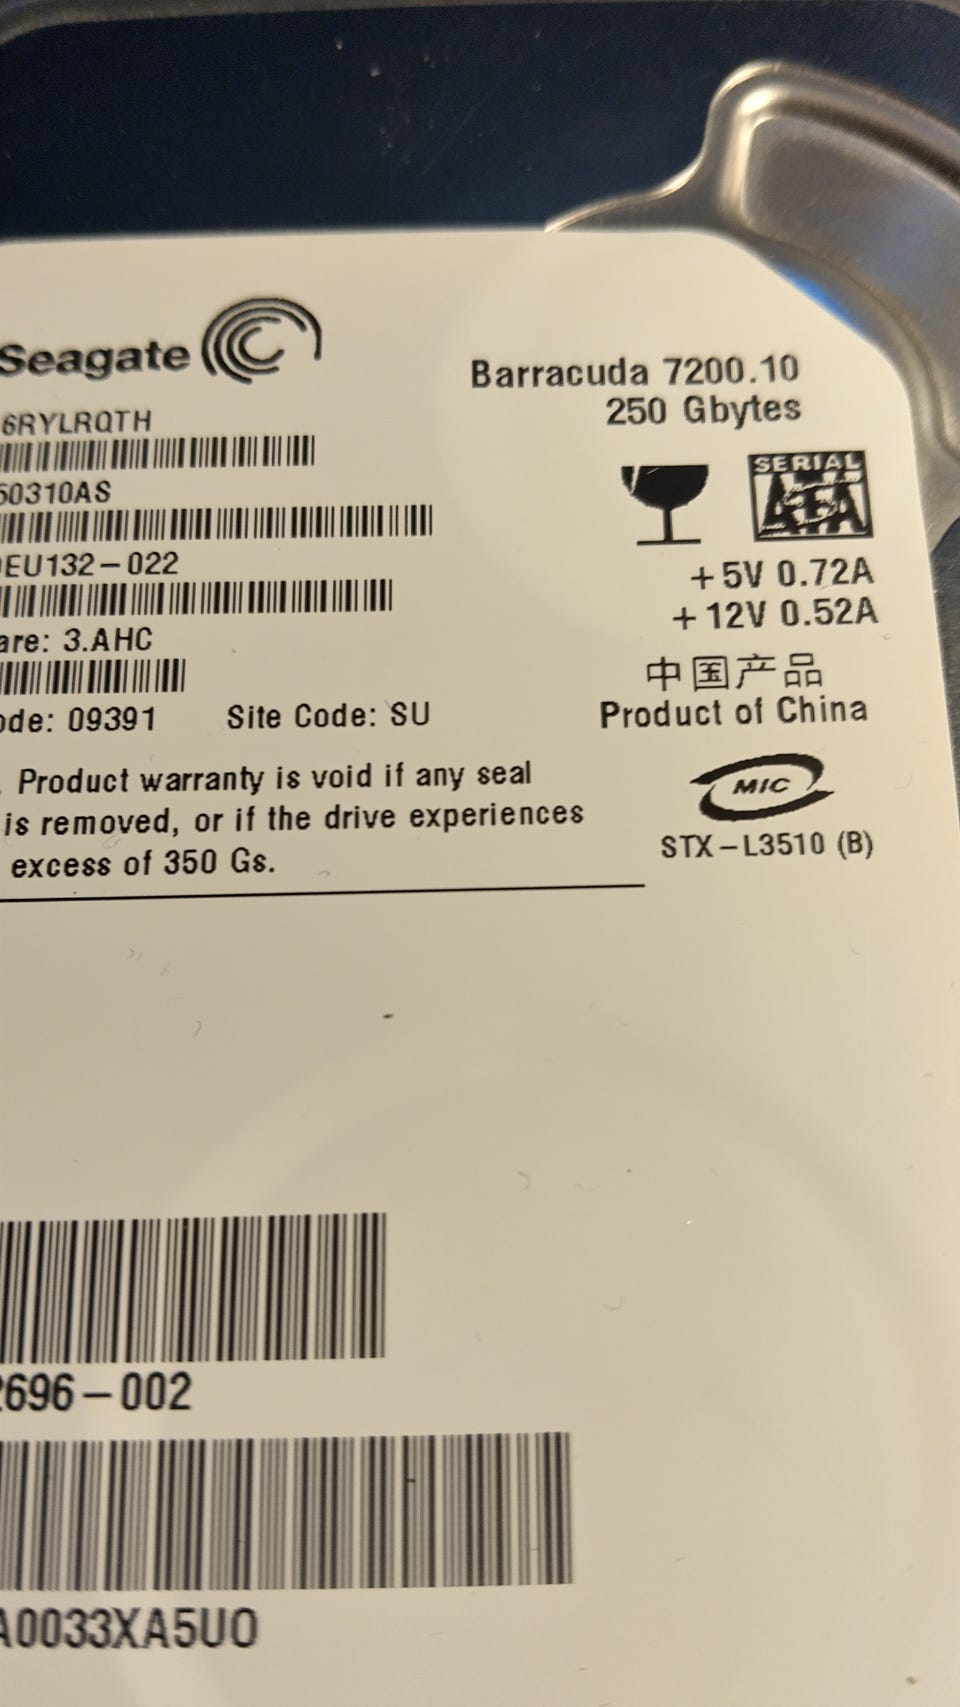 Seagate
Barracuda 7200.10
250 Gbytes
6RYLRQTH
50310AS
SERIAL
ATA
EU132-022
+5V 0.72A
+12V 0.52A
are: 3.AHC
中国产品
ode: 09391 Site Code: SU
Product of China
. Product warranty is void if any seal
is removed, or if the drive experiences
excess of 350 Gs.
MIC
STX-L3510 (B)
2696-002
A0033XA5U0